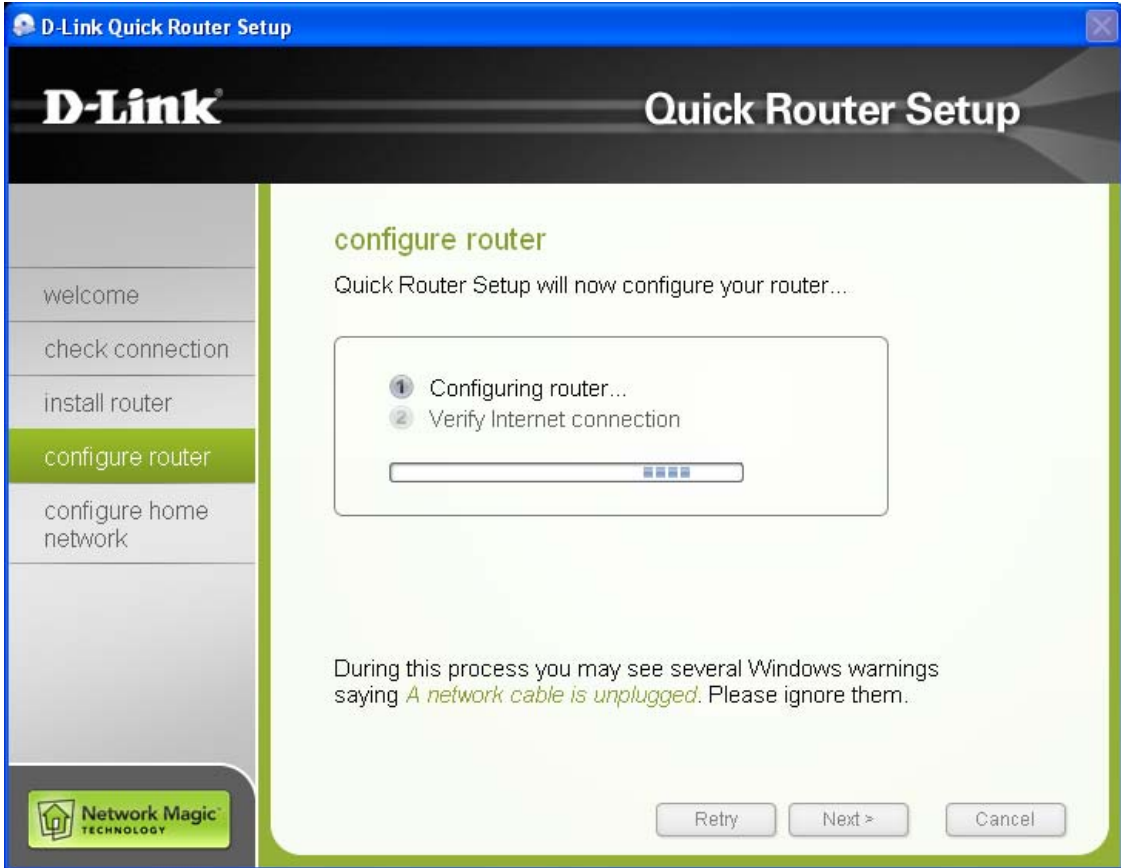 D-Link Quick Router Setup
D-Link
Quick Router Setup
welcome
check connection
install router
configure router
configure home
network
configure router
Quick Router Setup will now configure your router...
1 Configuring router...
2 Verify Internet connection
During this process you may see several Windows warnings
saying A network cable is unplugged. Please ignore them.
Network Magic
TECHNOLOGY
Retry
Next >
Cancel